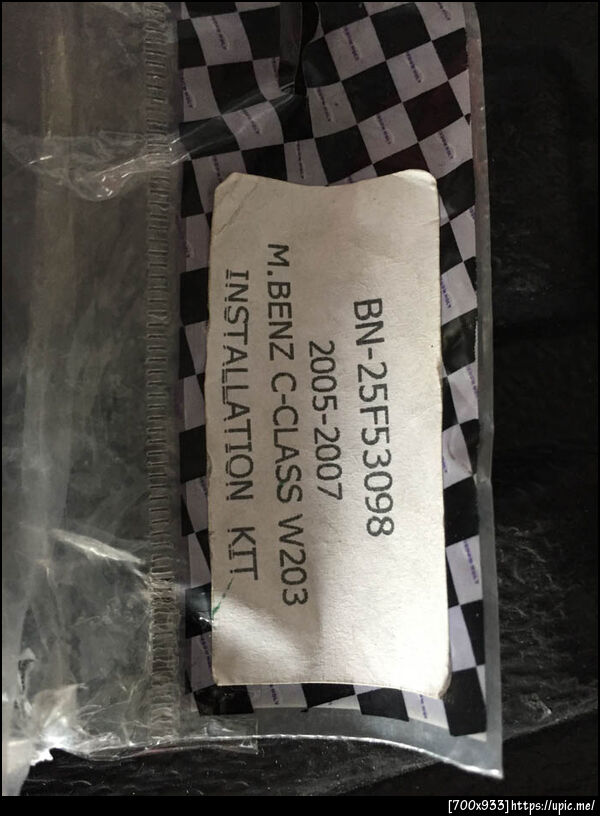 BN-25F53098
2005-2007
M.BENZ C-CLASS W203
INSTALLATION KIT
[700x933]https://upic.me/